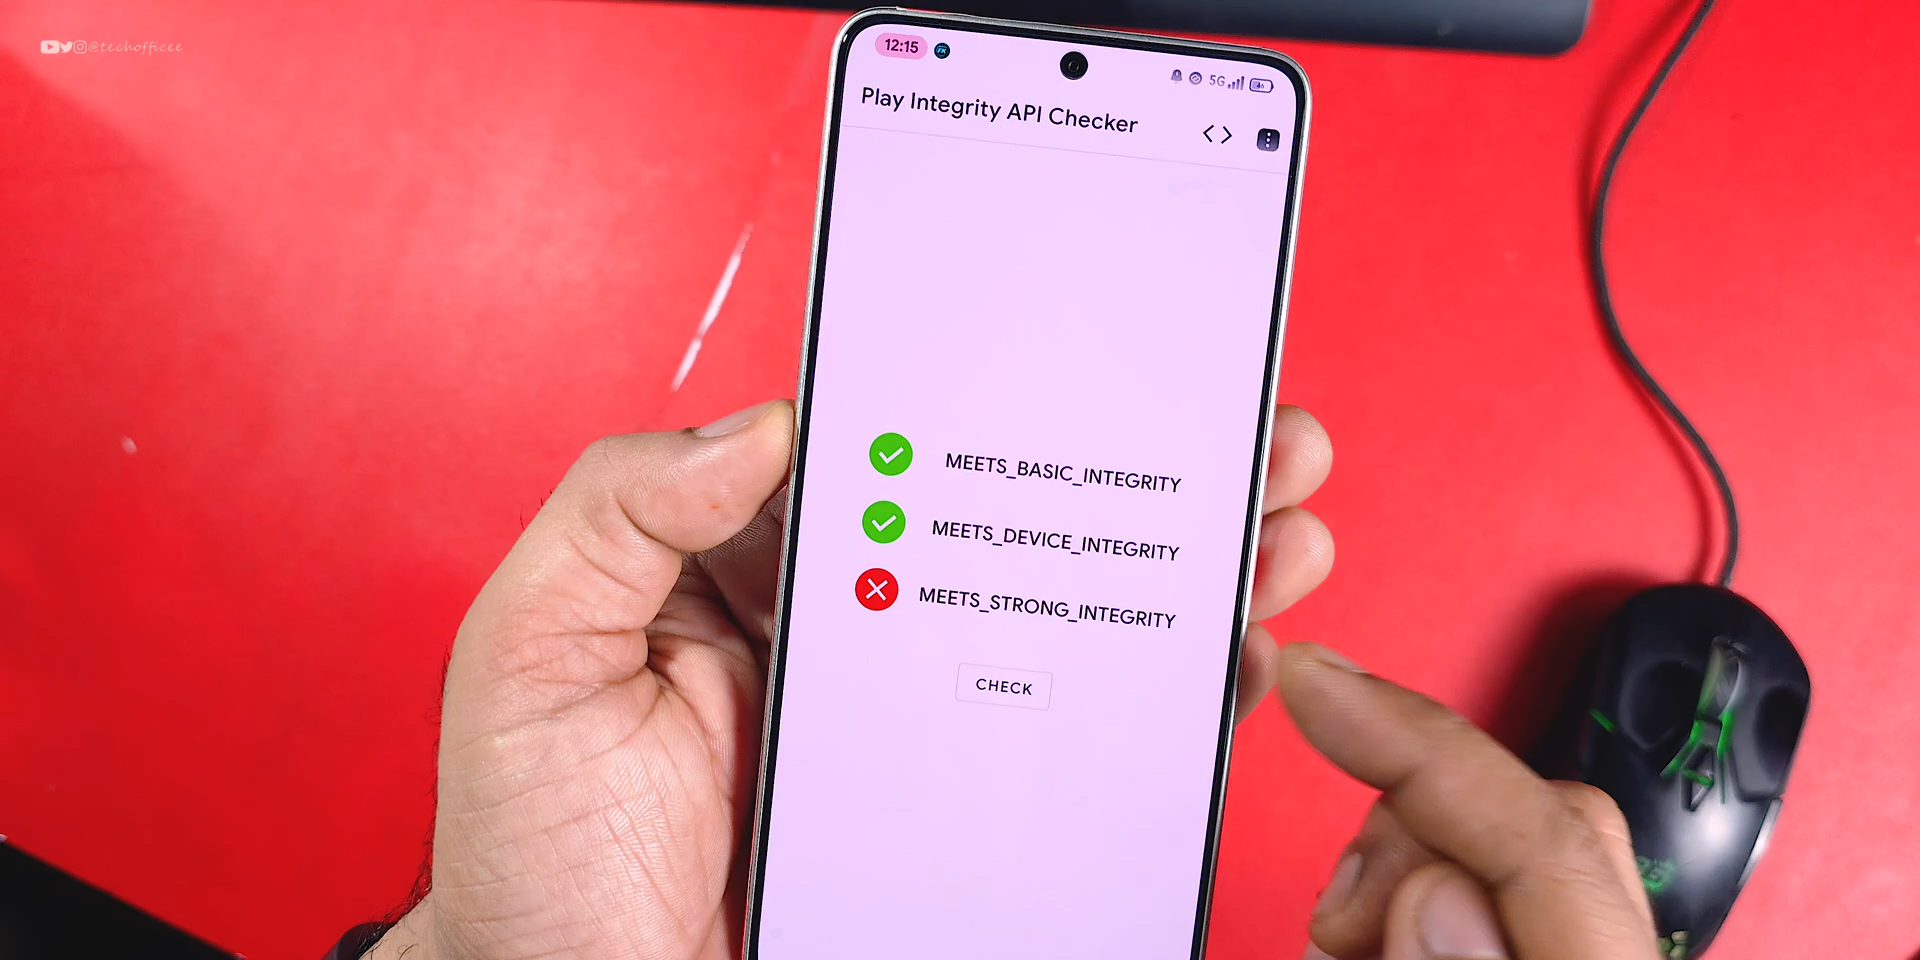 @techofficee
12:15
5G
Play Integrity API Checker
MEETS_BASIC_INTEGRITY
MEETS_DEVICE_INTEGRITY
MEETS_STRONG_INTEGRITY
CHECK